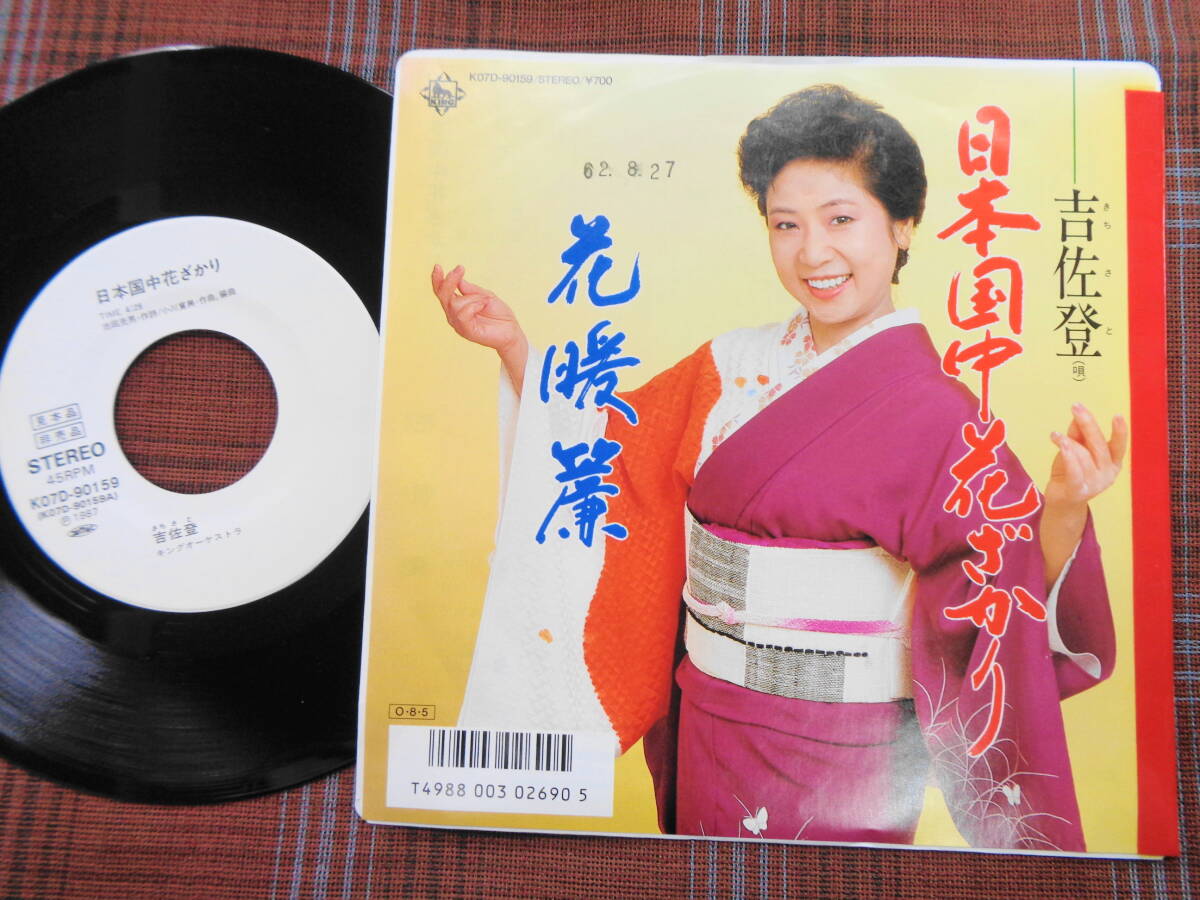 日本国中花ざかり
TIME 4:28
見本品
非売品
STEREO
45RPM
K07D-90159
(K07D-90159A)
℗1987
きちさと
吉佐登
キングオーケストラ
KING
K07D-90159/STEREO/¥700
62. 8. 27
吉佐登(唄)
きちさと
日本国中花ざかり
花暖簾
O・8・5
T4988 003 02690 5